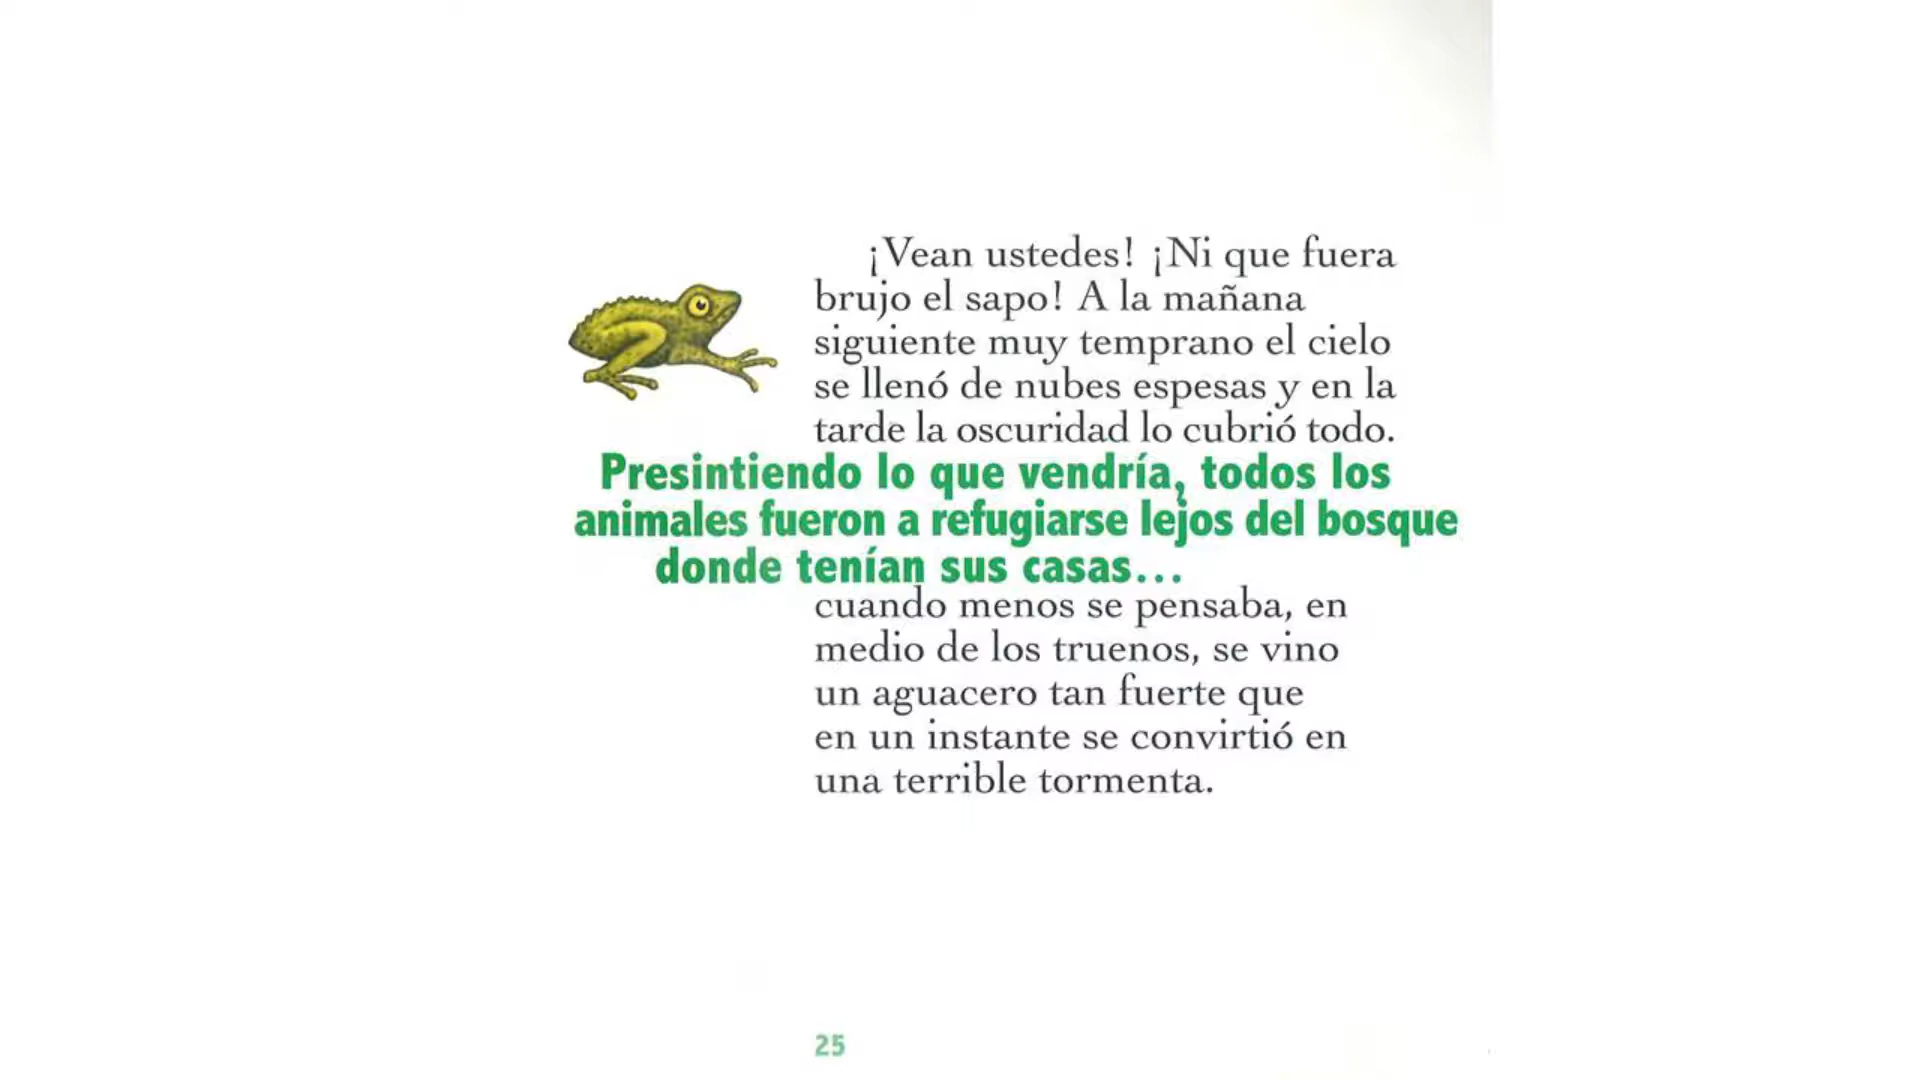 ¡Vean ustedes! ¡Ni que fuera
brujo el sapo! A la mañana
siguiente muy temprano el cielo
se llenó de nubes espesas y en la
tarde la oscuridad lo cubrió todo.
Presintiendo lo que vendría, todos los
animales fueron a refugiarse lejos del bosque
donde tenían sus casas...
cuando menos se pensaba, en
medio de los truenos, se vino
un aguacero tan fuerte que
en un instante se convirtió en
una terrible tormenta.
25